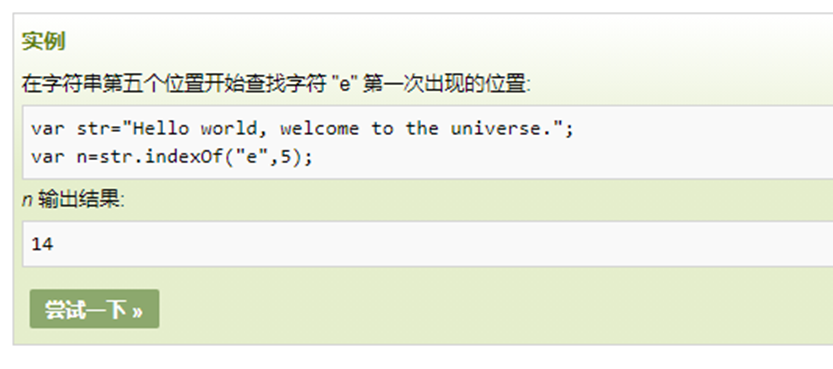 实例
在字符串第五个位置开始查找字符 "e" 第一次出现的位置:
var str="Hello world, welcome to the universe.";
var n=str.indexOf("e",5);
n 输出结果:
14
尝试一下 »